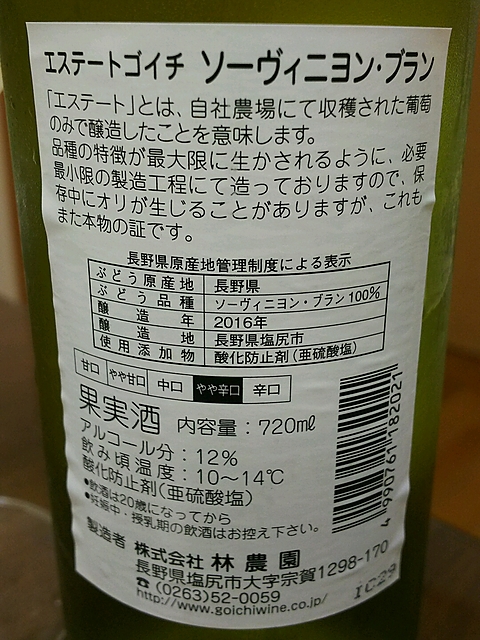 エステートゴイチ ソーヴィニヨン・ブラン
「エステート」とは、自社農場にて収穫された葡萄
のみで醸造したことを意味します。
品種の特徴が最大限に生かされるように、必要
最小限の製造工程にて造っておりますので、保
存中にオリが生じることがありますが、これも
また本物の証です。
長野県原産地管理制度による表示
ぶどう原産地 長野県
ぶどう品種 ソーヴィニヨン・ブラン100%
醸造年 2016年
醸造地 長野県塩尻市
使用添加物 酸化防止剤(亜硫酸塩)
甘口 やや甘口 中口 やや辛口 辛口
果実酒 内容量:720mℓ
アルコール分:12%
飲み頃温度:10〜14℃
酸化防止剤(亜硫酸塩)
●飲酒は20歳になってから
●妊娠中・授乳期の飲酒はお控え下さい。
4 990761 182021
製造者 株式会社 林農園
長野県塩尻市大字宗賀1298-170
☎(0263)52-0059
http://www.goichiwine.co.jp/
1C29